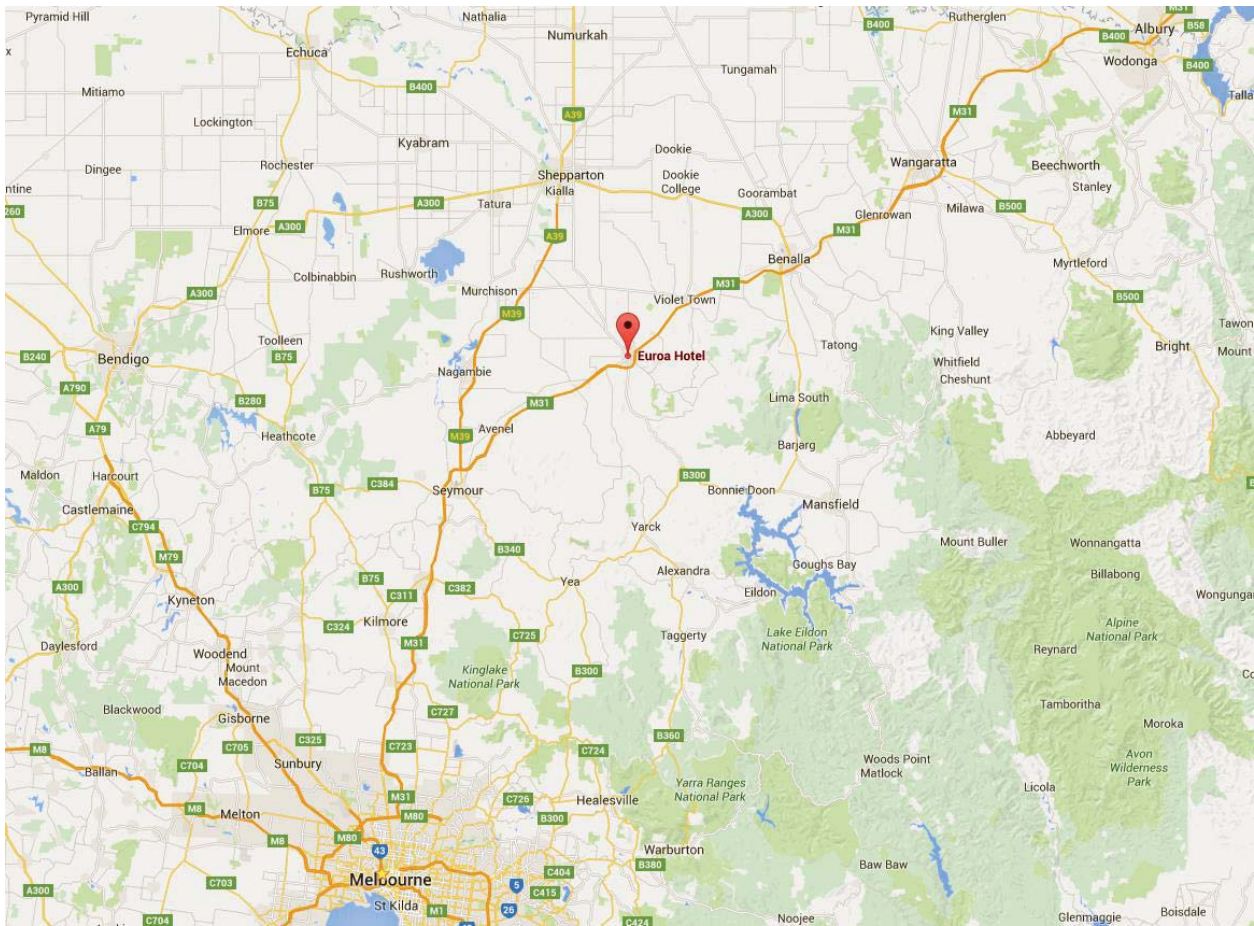 Pyramid Hill
Nathalia
Numurkah
B400
Rutherglen
M31
Albury
B58
B400
Echuca
Wodonga
B400
Tungamah
Mitiamo
B400
Talla
M31
Lockington
A39
Kyabram
Dookie
Wangaratta
Dingee
Rochester
Shepparton
Kialla
Dookie
College
Beechworth
Stanley
ntine
B75
A300
Tatura
Goorambat
260
A300
A300
Glenrowan
Milawa
B500
Elmore
A39
M31
Benalla
Colbinabbin
Rushworth
Myrtleford
M31
A300
Murchison
Violet Town
B500
M39
Tawon
Toolleen
King Valley
Bright
Mount
B240
Bendigo
B75
Euroa Hotel
Tatong
Whitfield
Cheshunt
Nagambie
A790
B280
M31
Lima South
A79
Avenel
Heathcote
M39
Abbeyard
Barjarg
Maldon
Harcourt
B300
B75
C384
Seymour
Bonnie Doon
Mansfield
Castlemaine
C794
Yarck
Mount Buller
Wonnangatta
M79
B340
Goughs Bay
B75
Yea
Alexandra
Billabong
A300
C382
Eildon
Wongungar
Kyneton
C311
Kilmore
C324
C725
Taggerty
Lake Eildon
National Park
Alpine
National Park
Daylesford
M31
Woodend
Reynard
Mount
Macedon
Kinglake
National Park
B300
Blackwood
Tamboritha
Gisborne
C727
Moroka
C705
C325
C723
B360
M8
C724
Sunbury
Woods Point
Matlock
Avon
Wilderness
Park
Ballan
C704
Yarra Ranges
National Park
Licola
M31
C726
Healesville
M8
Melton
M80
B300
M8
M80
43
Warburton
B380
Baw Baw
C703
Melbourne
C404
A300
5
C415
St Kilda
26
M1
C704
C424
Noojee
Glenmaggie
Boisdale